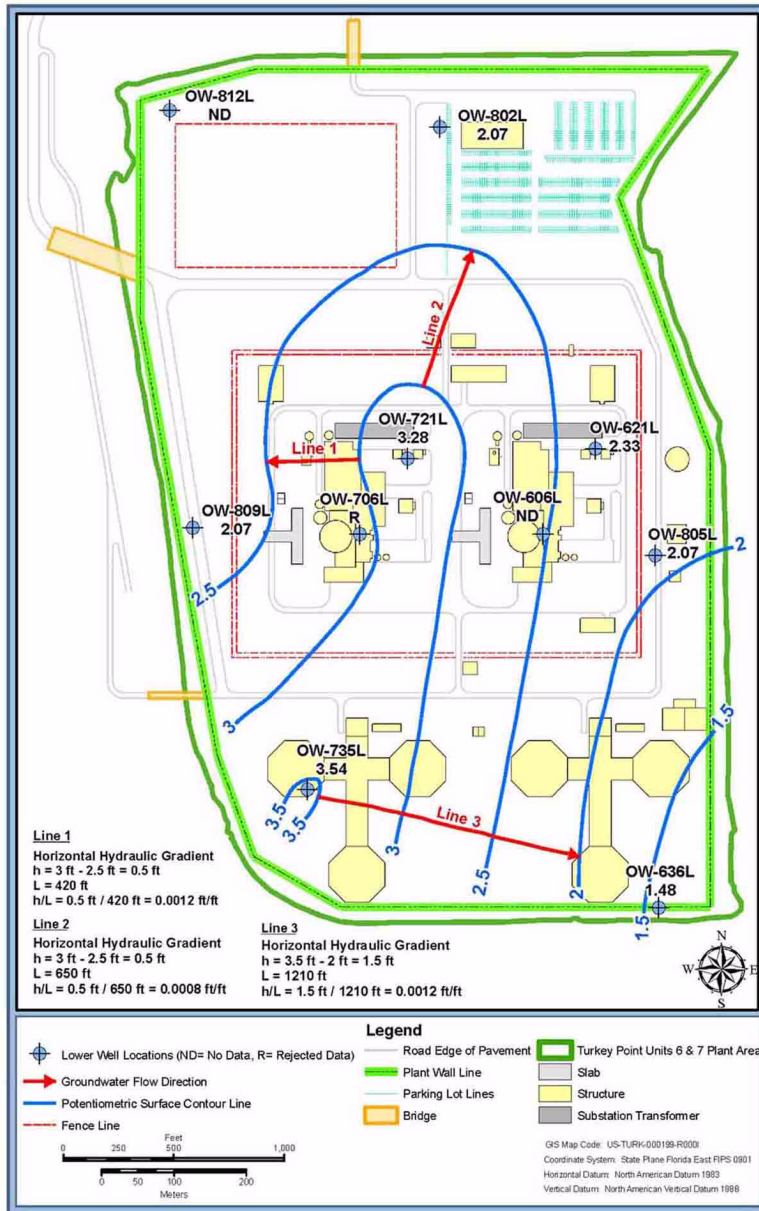 OW-812L
ND
OW-802L
2.07
Line 2
OW-721L
3.28
OW-621L
2.33
Line 1
OW-706L
R
OW-606L
ND
OW-809L
2.07
OW-805L
2.07
2
2.5
3
1.5
OW-735L
3.54
3.5
3.5
Line 3
3
2.5
2
OW-636L
1.48
1.5
Line 1
Horizontal Hydraulic Gradient
h = 3 ft - 2.5 ft = 0.5 ft
L = 420 ft
h/L = 0.5 ft / 420 ft = 0.0012 ft/ft
Line 2
Horizontal Hydraulic Gradient
h = 3 ft - 2.5 ft = 0.5 ft
L = 650 ft
h/L = 0.5 ft / 650 ft = 0.0008 ft/ft
Line 3
Horizontal Hydraulic Gradient
h = 3.5 ft - 2 ft = 1.5 ft
L = 1210 ft
h/L = 1.5 ft / 1210 ft = 0.0012 ft/ft
N
W E
S
Legend
Lower Well Locations (ND= No Data, R= Rejected Data)
Groundwater Flow Direction
Potentiometric Surface Contour Line
Fence Line
Road Edge of Pavement
Plant Wall Line
Parking Lot Lines
Bridge
Turkey Point Units 6 & 7 Plant Area
Slab
Structure
Substation Transformer
Feet
0 250 500 1,000
0 50 100 200
Meters
GIS Map Code: US-TURK-000199-R000I
Coordinate System: State Plane Florida East FIPS 0901
Horizontal Datum: North American Datum 1983
Vertical Datum: North American Vertical Datum 1988